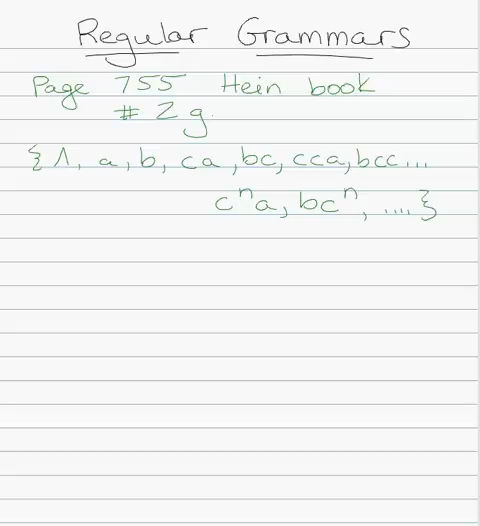 Regular Grammars
Page 755 Hein book
# 2 g.
{ Λ, a, b, ca, bc, cca, bcc...
cⁿa, bcⁿ, .... }